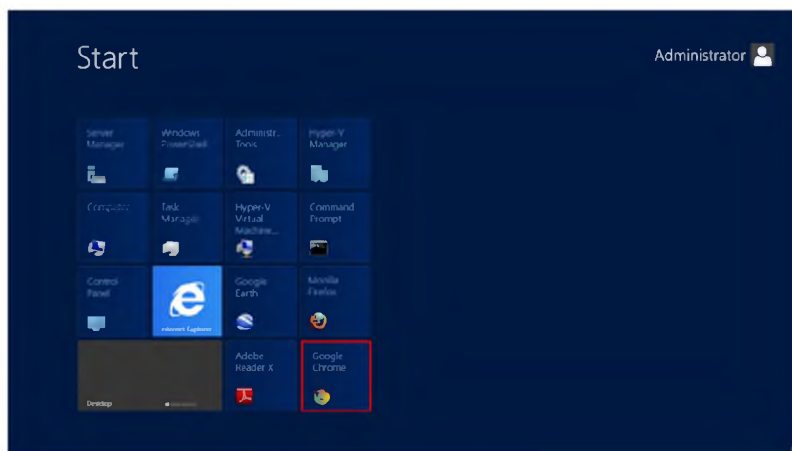 Start
Administrator
Server
Manager
Windows
PowerShell
Administr...
Tools
Hyper-V
Manager
Computer
Task
Manager
Hyper-V
Virtual
Machine...
Command
Prompt
Control
Panel
Internet Explorer
Google
Earth
Mozilla
Firefox
Desktop
Adobe
Reader X
Google
Chrome